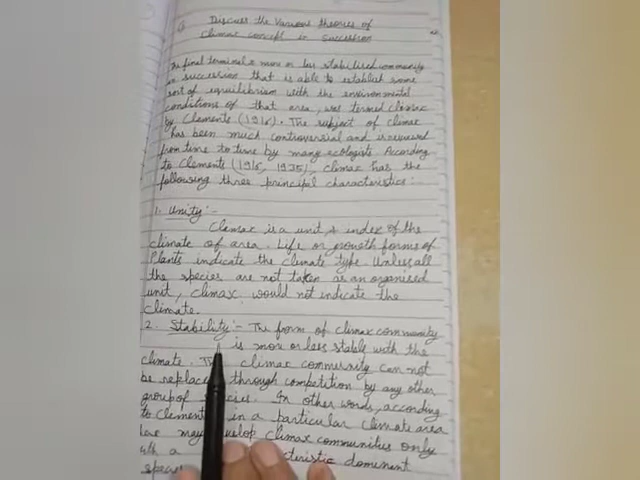 Discuss the Various theories of
Climax concept in Succession
The final terminal & more or less stabilised community
in succession that is able to establish some
sort of equilibrium with the environmental
conditions of that area, was termed climax
by Clements (1916). The subject of climax
has been much controversial and is reviewed
from time to time by many ecologists. According
to Clements (1916, 1935), climax has the
following three principal characteristics:
1. Unity:-
Climax is a unit & index of the
climate of area. Life or growth forms of
Plants indicate the climate type. Unless all
the species are not taken as an organised
unit, climax would not indicate the
climate.
2. Stability:- The form of climax community
is more or less stable with the
climate. climax community can not
be through competition by any other
group of species. In other words, according
to Clements in a particular climate area
may climax communities only
with a dominant
species